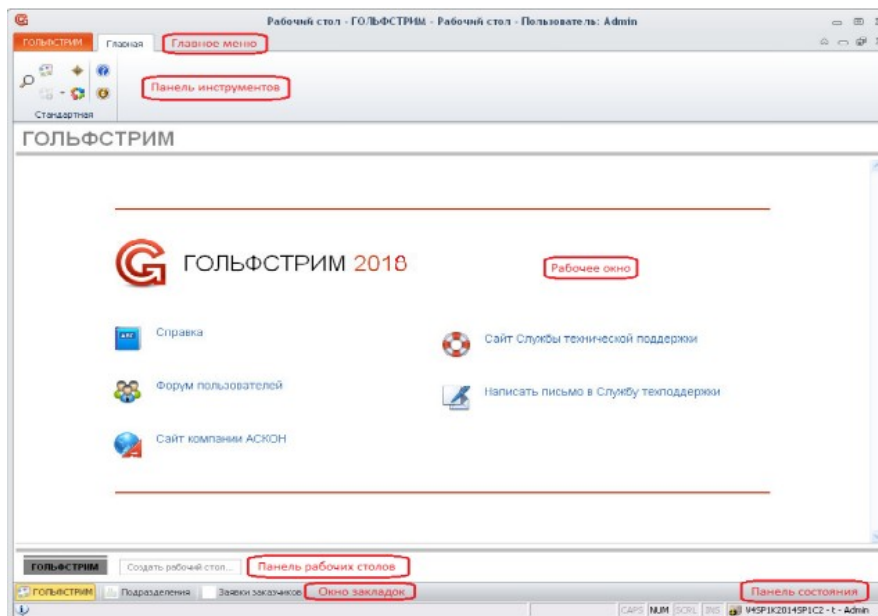 Рабочий стол - ГОЛЬФСТРИМ - Рабочий стол - Пользователь: Admin
ГОЛЬФСТРИМ Главная Главное меню
Панель инструментов
Стандартная
ГОЛЬФСТРИМ
ГОЛЬФСТРИМ 2018
Рабочее окно
Справка
Сайт Службы технической поддержки
Форум пользователей
Написать письмо в Службу техподдержки
Сайт компании АСКОН
ГОЛЬФСТРИМ Создать рабочий стол... Панель рабочих столов
ГОЛЬФСТРИМ Подразделения Заявки заказчиков Окно закладок Панель состояния
CAPS NUM SCRL INS V4SP1K2014SP1C2 - t - Admin